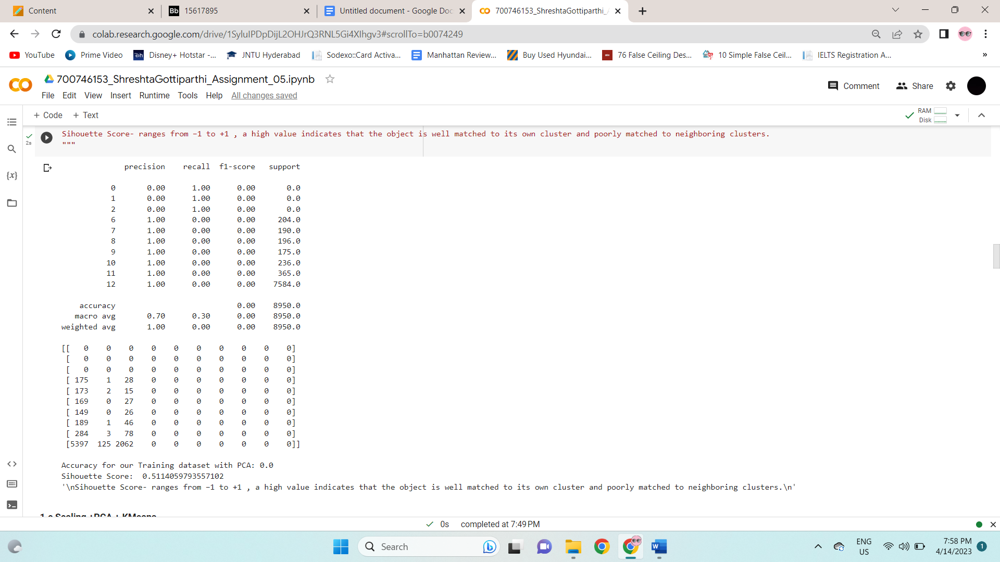 Content
Bb 15617895
Untitled document - Google Doc
700746153_ShreshtaGottiparthi_A
colab.research.google.com/drive/1SyluIPDpDijL2OHJrQ3RNL5Gi4XIhgv3#scrollTo=b0074249
YouTube Prime Video Disney+ Hotstar -... JNTU Hyderabad Sodexo::Card Activa... Manhattan Review... Buy Used Hyundai... 76 False Ceiling Des... 10 Simple False Ceil... IELTS Registration A... »
700746153_ShreshtaGottiparthi_Assignment_05.ipynb
Comment Share
File Edit View Insert Runtime Tools Help All changes saved
+ Code + Text
RAM
Disk
Sihouette Score- ranges from −1 to +1 , a high value indicates that the object is well matched to its own cluster and poorly matched to neighboring clusters.
2s
"""
{x}
precision recall f1-score support
0 0.00 1.00 0.00 0.0
1 0.00 1.00 0.00 0.0
2 0.00 1.00 0.00 0.0
6 1.00 0.00 0.00 204.0
7 1.00 0.00 0.00 190.0
8 1.00 0.00 0.00 196.0
9 1.00 0.00 0.00 175.0
10 1.00 0.00 0.00 236.0
11 1.00 0.00 0.00 365.0
12 1.00 0.00 0.00 7584.0
accuracy 0.00 8950.0
macro avg 0.70 0.30 0.00 8950.0
weighted avg 1.00 0.00 0.00 8950.0
[[ 0 0 0 0 0 0 0 0 0 0]
[ 0 0 0 0 0 0 0 0 0 0]
[ 0 0 0 0 0 0 0 0 0 0]
[ 175 1 28 0 0 0 0 0 0 0]
[ 173 2 15 0 0 0 0 0 0 0]
[ 169 0 27 0 0 0 0 0 0 0]
[ 149 0 26 0 0 0 0 0 0 0]
[ 189 1 46 0 0 0 0 0 0 0]
[ 284 3 78 0 0 0 0 0 0 0]
[5397 125 2062 0 0 0 0 0 0 0]]
Accuracy for our Training dataset with PCA: 0.0
Sihouette Score: 0.5114059793557102
'\nSihouette Score- ranges from −1 to +1 , a high value indicates that the object is well matched to its own cluster and poorly matched to neighboring clusters.\n'
1.c Scaling +PCA + KMeans
0s completed at 7:49 PM
Search
ENG
US
7:58 PM
4/14/2023
1